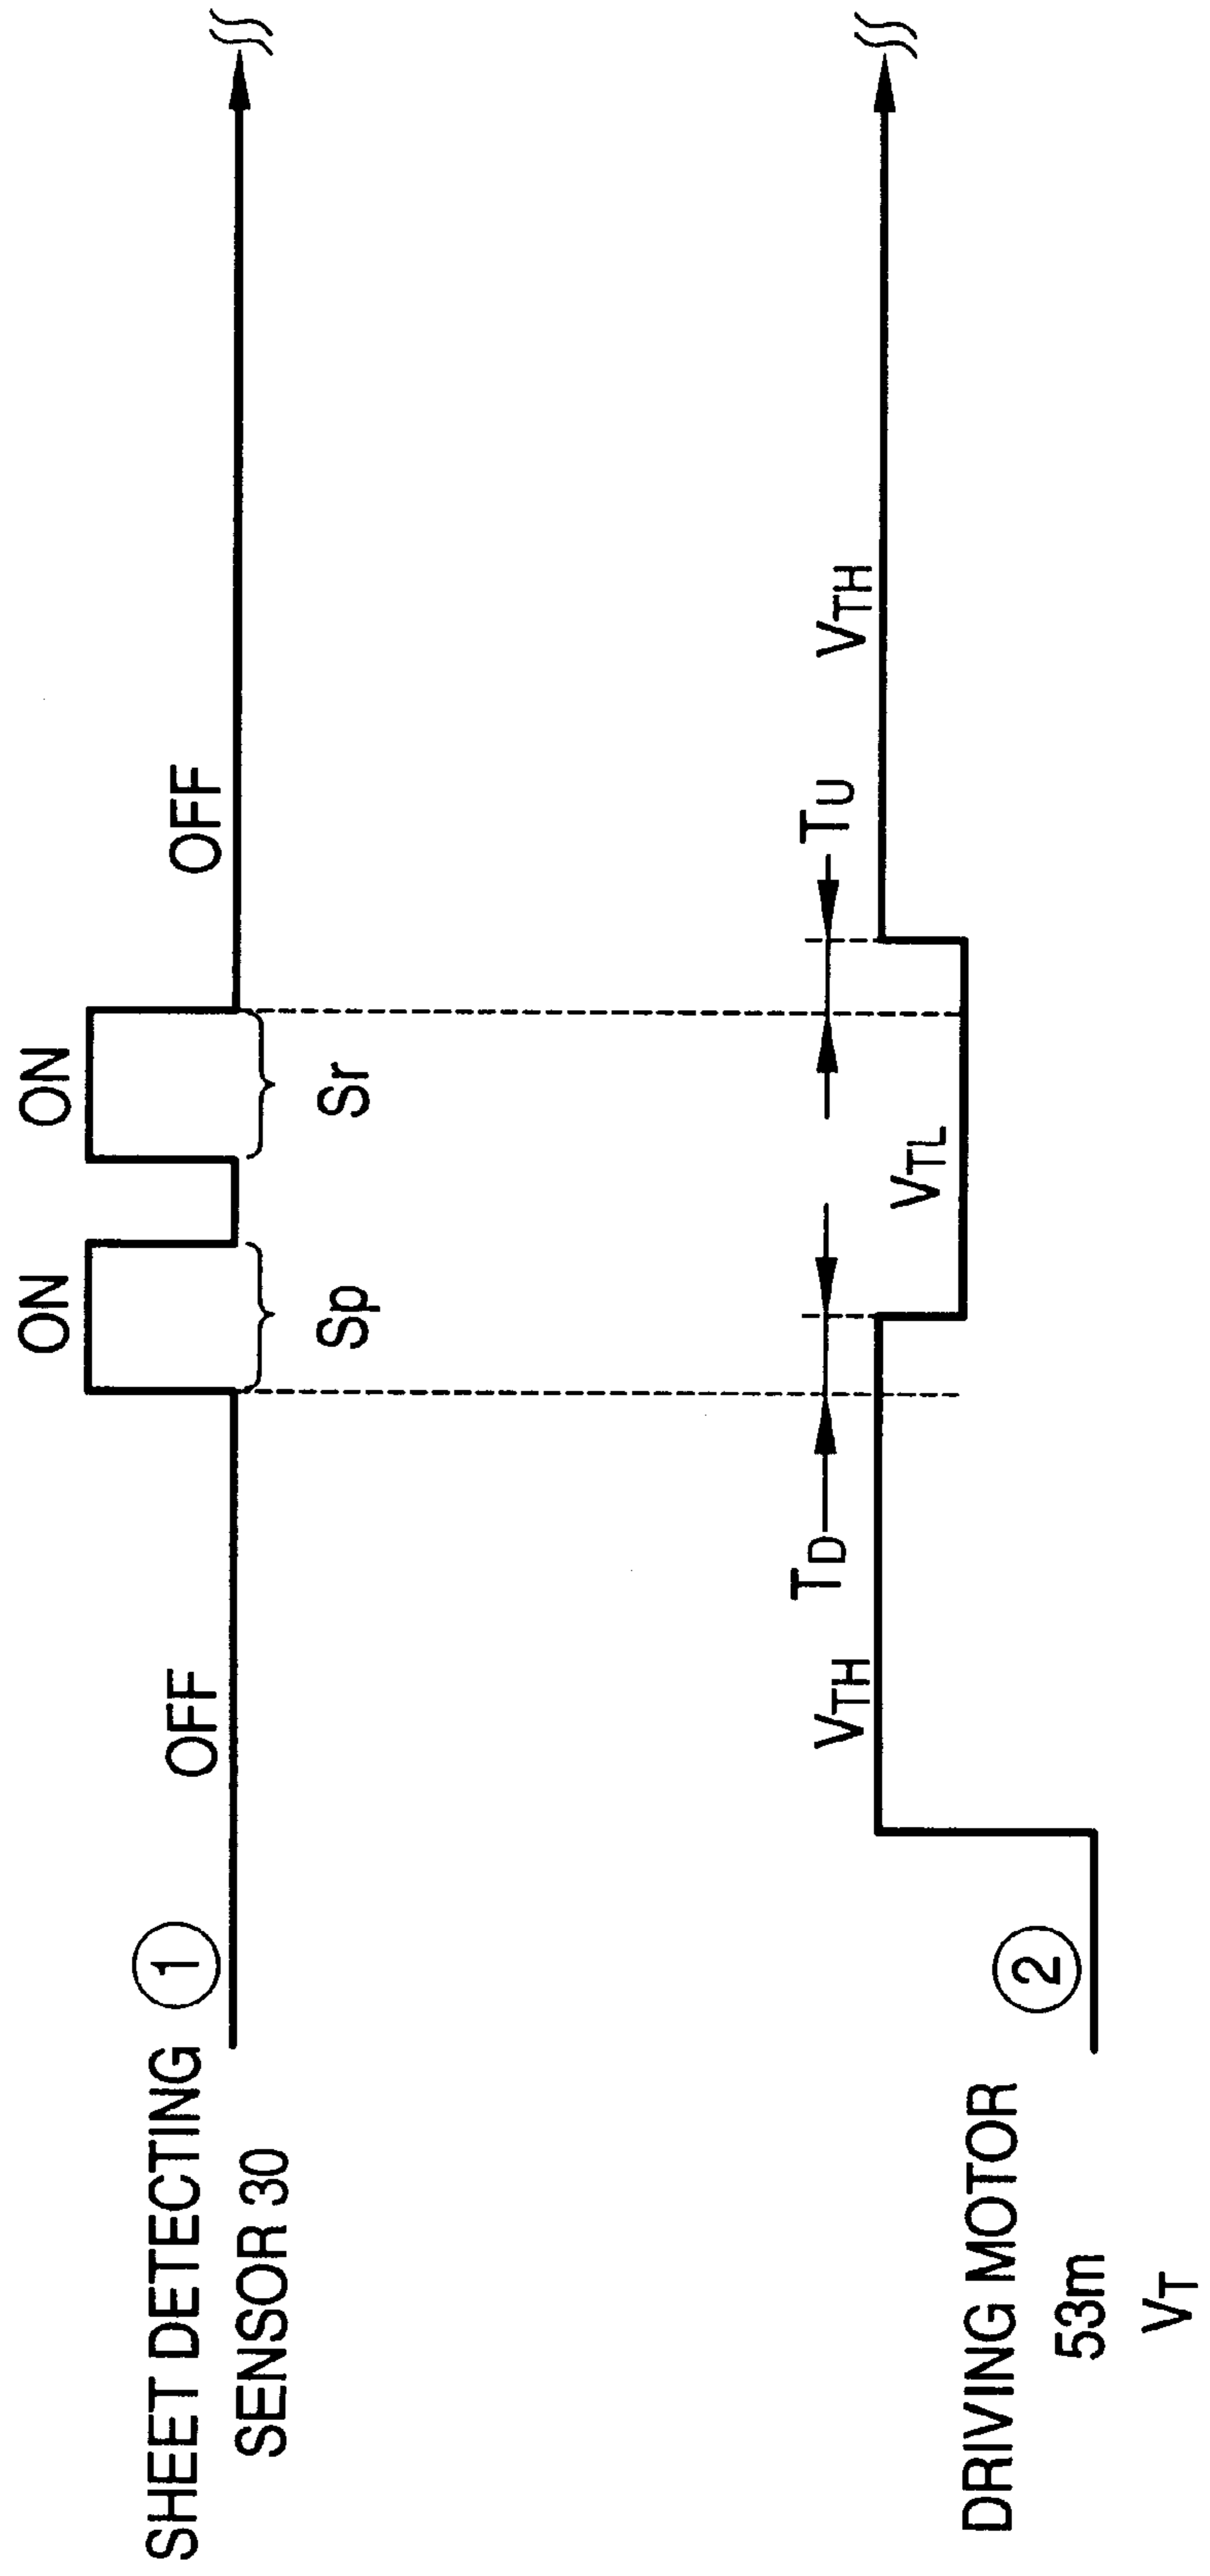 ON ON
SHEET DETECTING ① OFF OFF
SENSOR 30
Sp Sr
TD TU
VTH VTH
VTL
DRIVING MOTOR ②
53m
VT